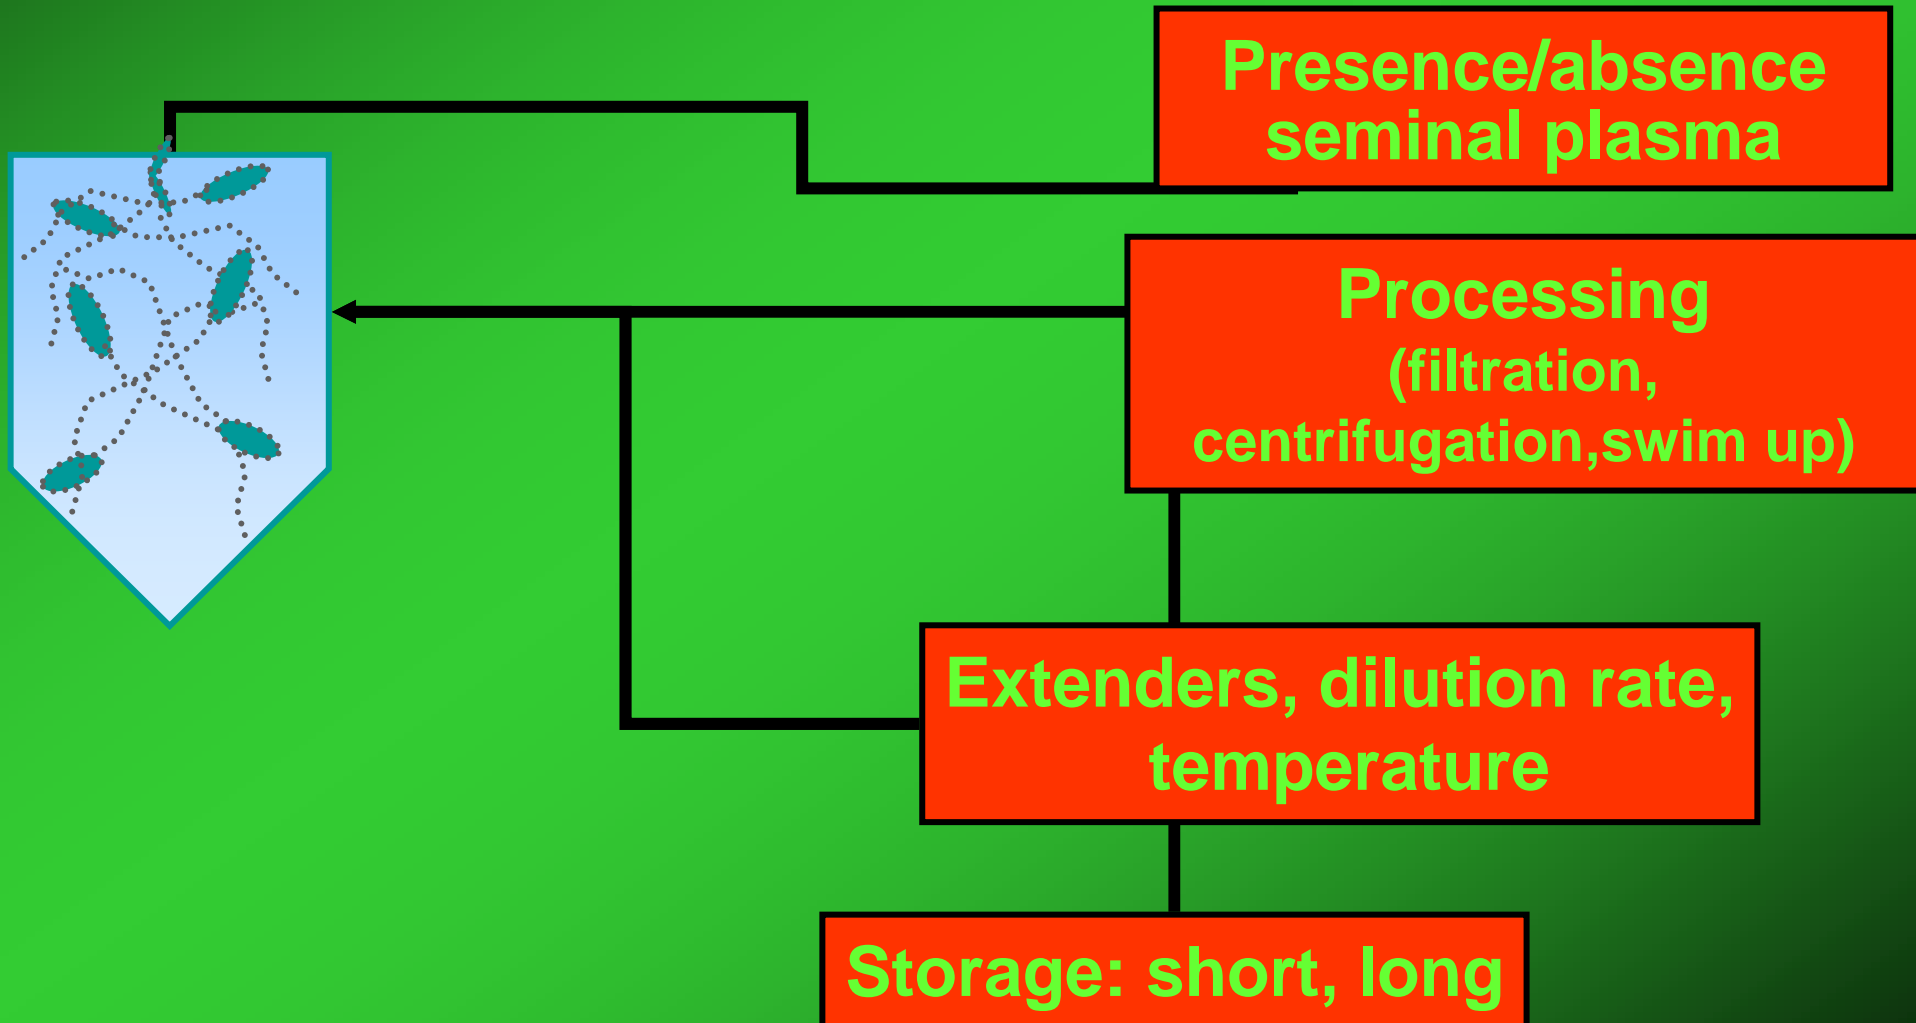 Presence/absence
seminal plasma
Processing
(filtration,
centrifugation,swim up)
Extenders, dilution rate,
temperature
Storage: short, long